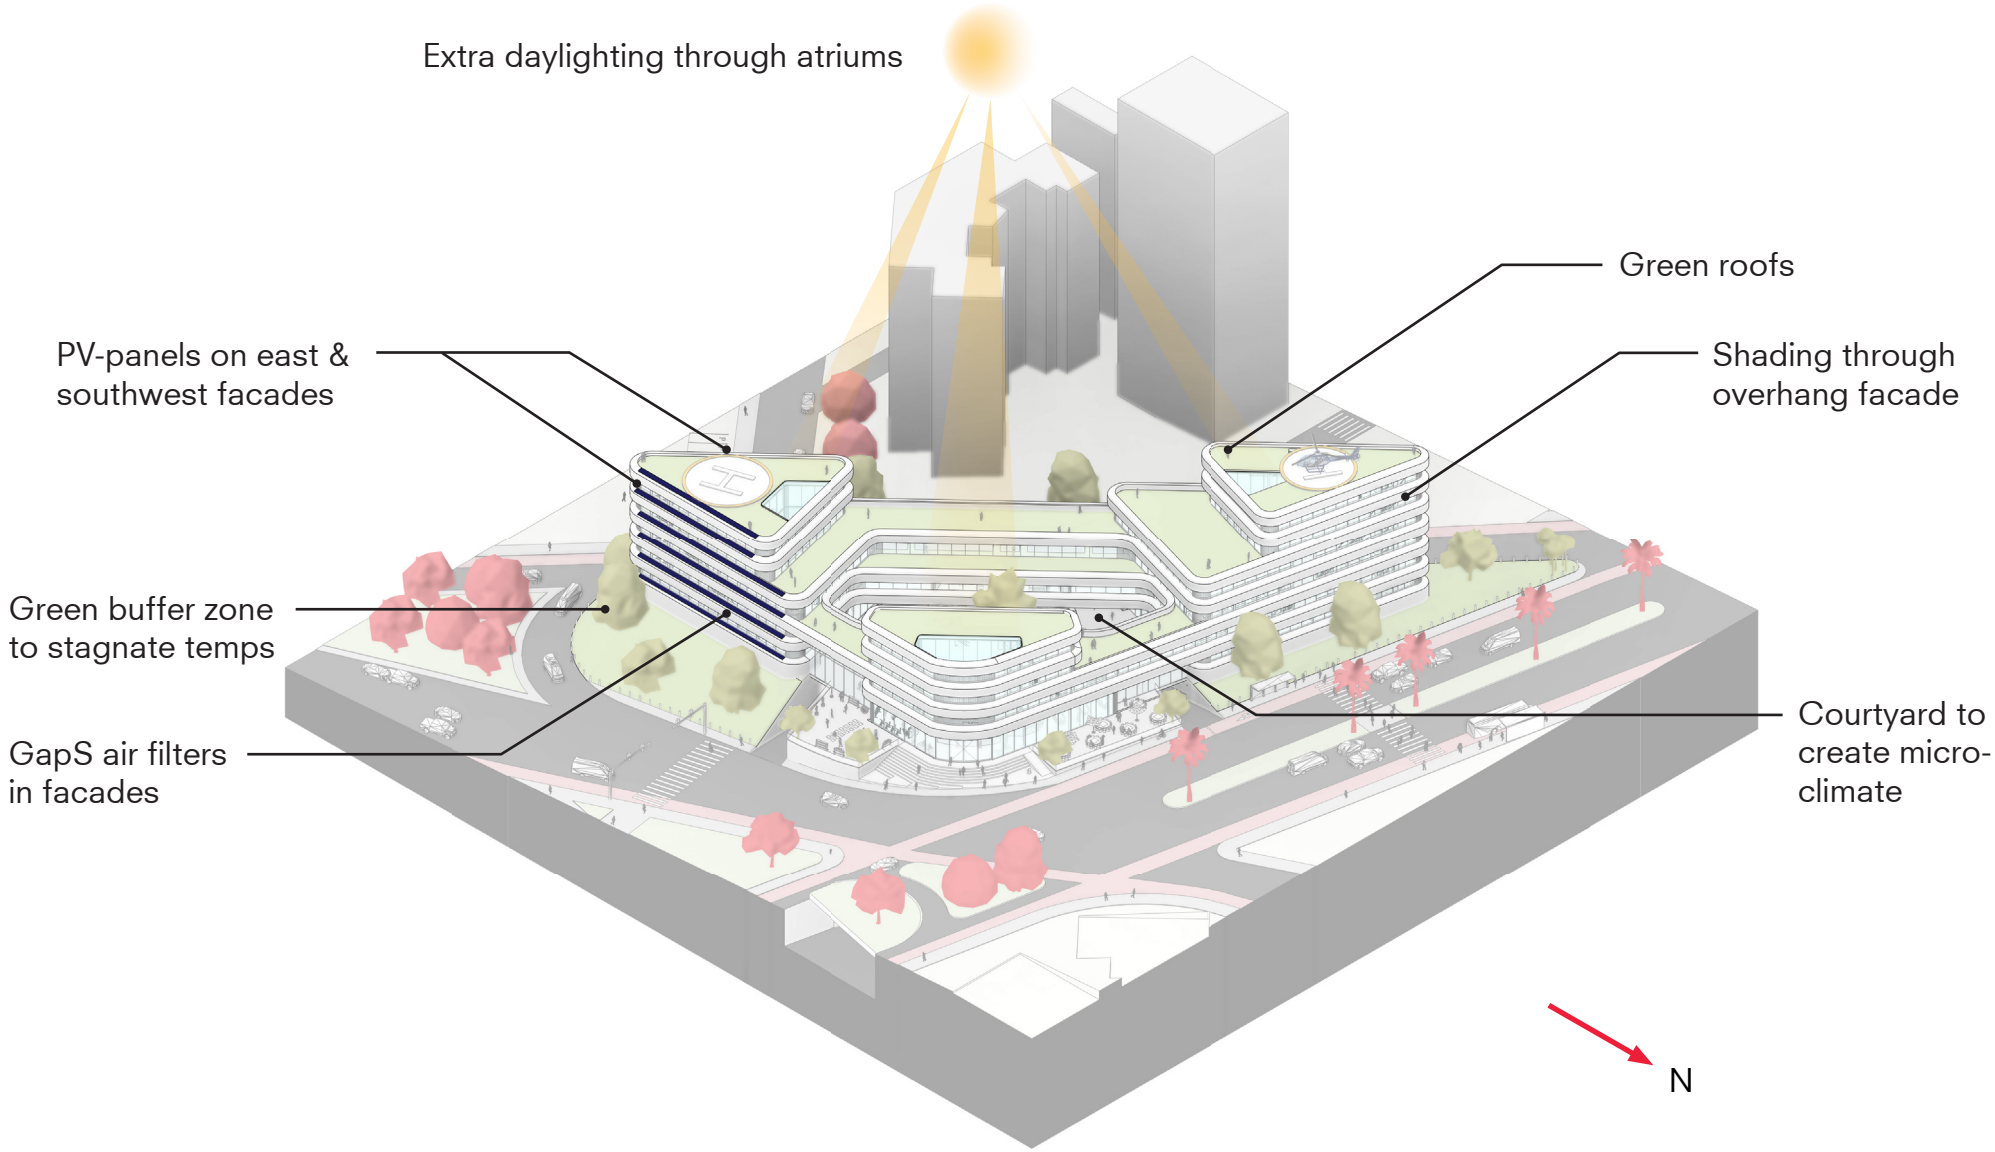 Extra daylighting through atriums
Green roofs
PV-panels on east &
southwest facades
Shading through
overhang facade
Green buffer zone
to stagnate temps
GapS air filters
in facades
Courtyard to
create micro-
climate
H
N